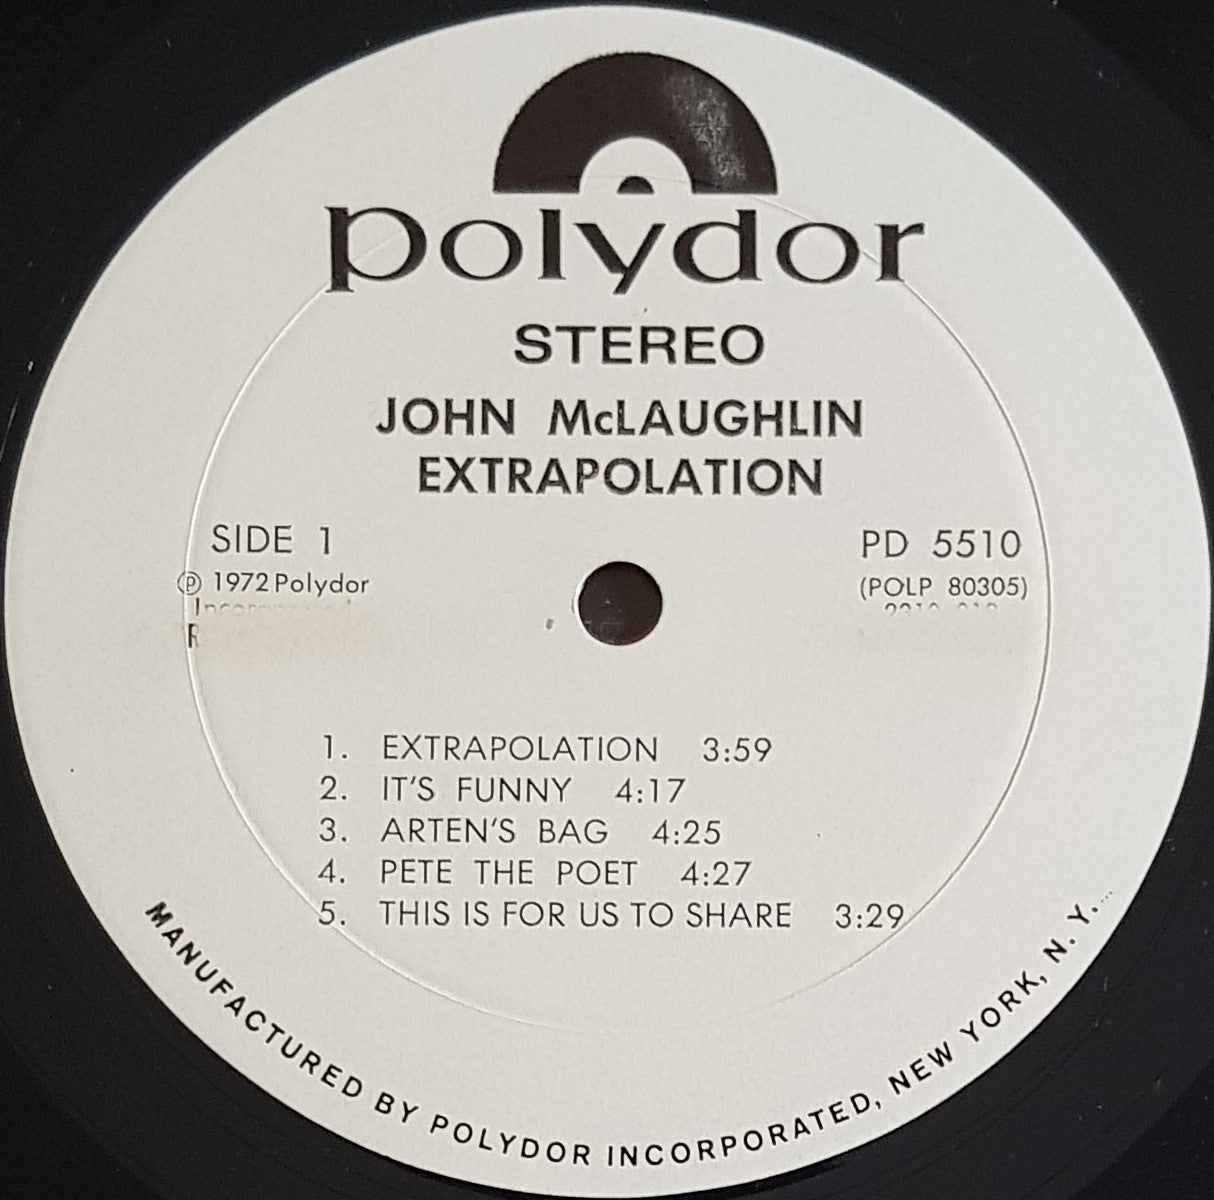 polydor
STEREO
JOHN McLAUGHLIN
EXTRAPOLATION
SIDE 1
℗ 1972 Polydor
R
PD 5510
(POLP 80305)
1. EXTRAPOLATION 3:59
2. IT'S FUNNY 4:17
3. ARTEN'S BAG 4:25
4. PETE THE POET 4:27
5. THIS IS FOR US TO SHARE 3:29
MANUFACTURED BY POLYDOR INCORPORATED, NEW YORK, N. Y.